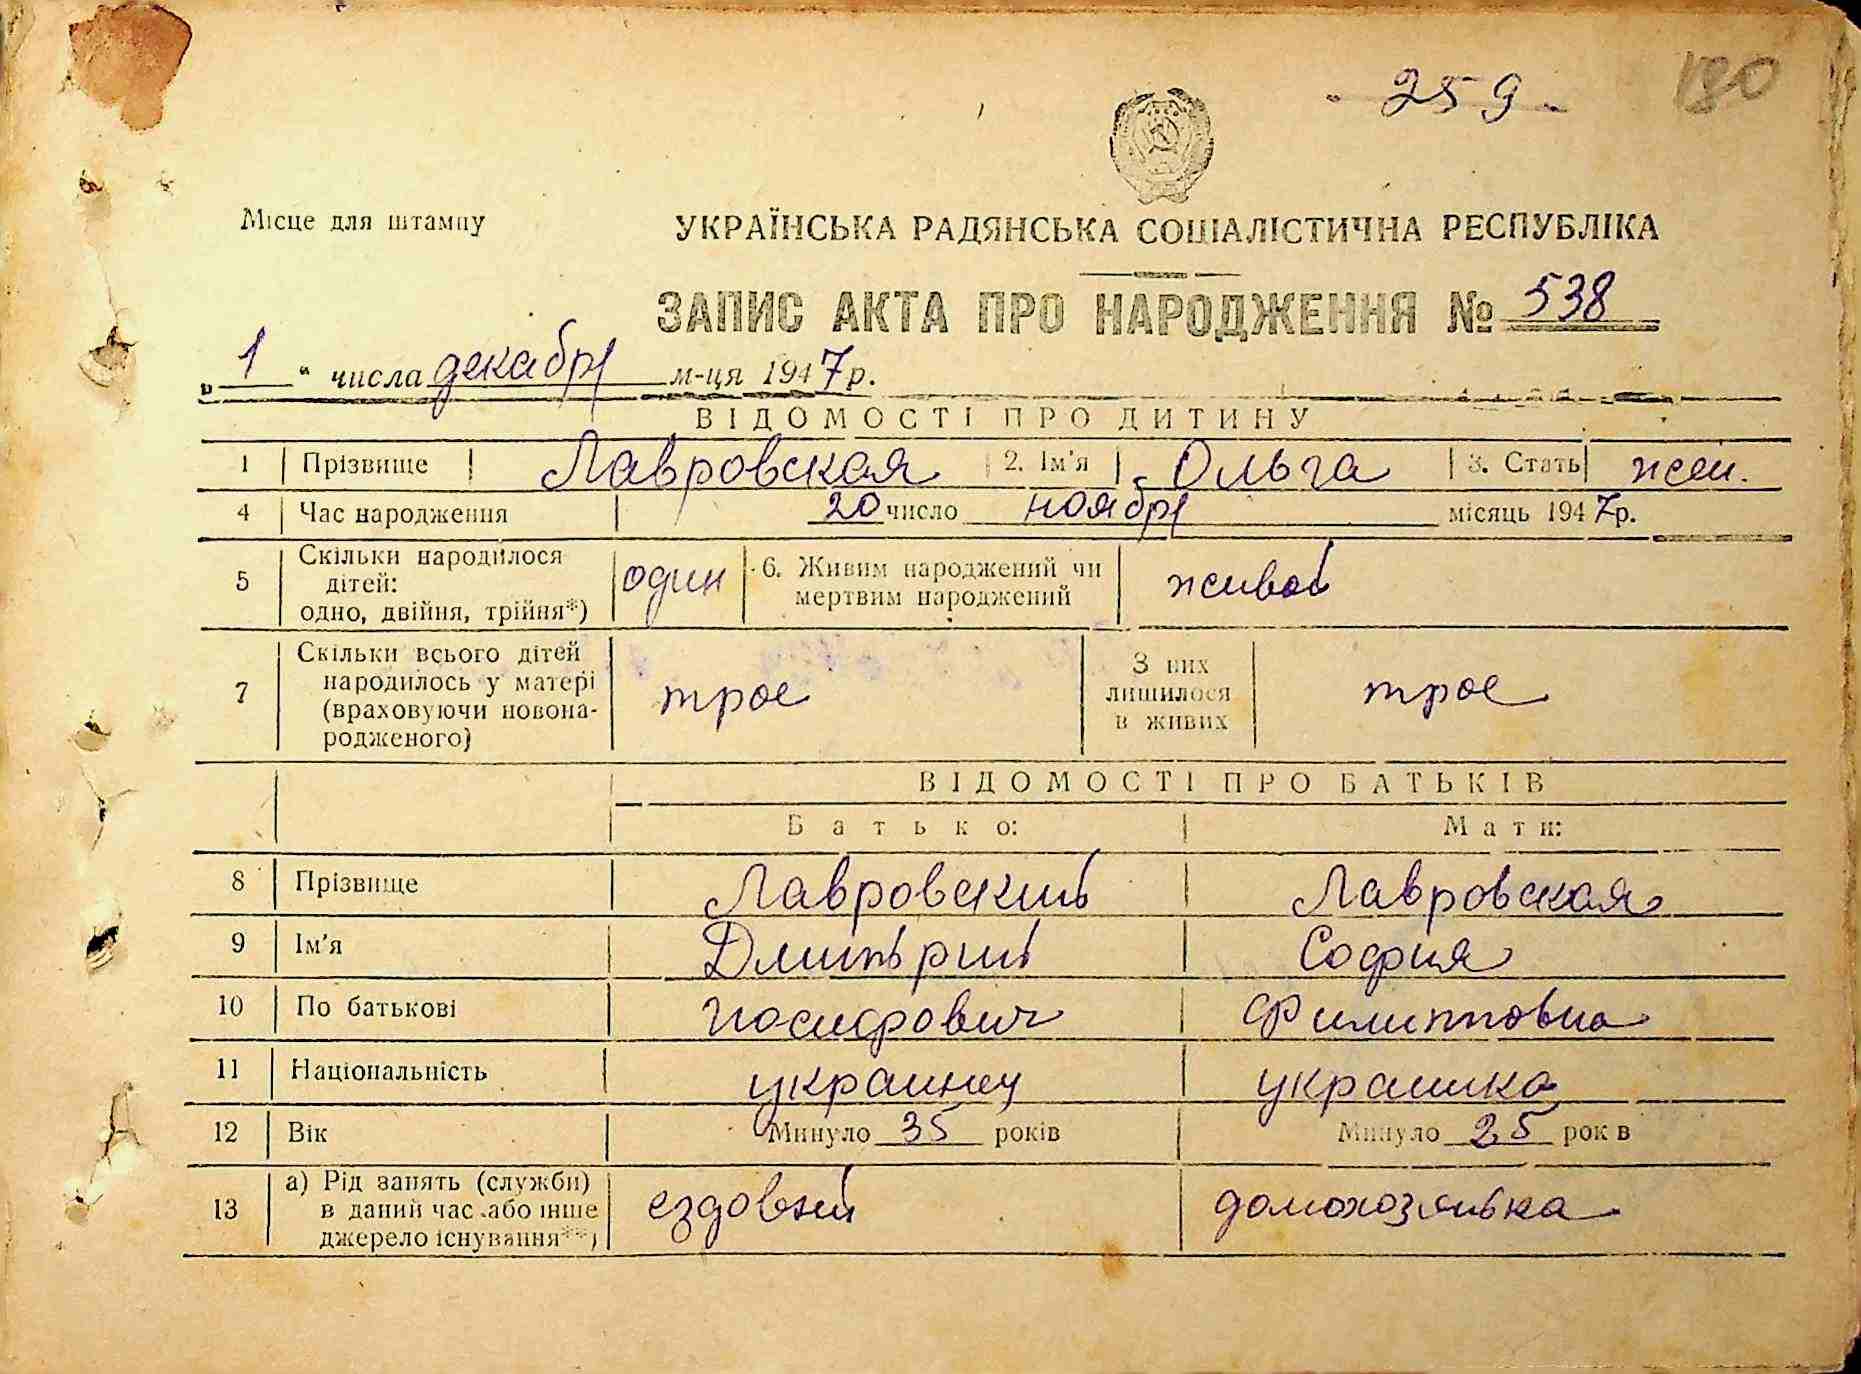 - 259 -
180
Місце для штампу
УКРАЇНСЬКА РАДЯНСЬКА СОЦІАЛІСТИЧНА РЕСПУБЛІКА
ЗАПИС АКТА ПРО НАРОДЖЕННЯ № 538
„ 1 “ числа декабря м-ця 1947 р.
ВІДОМОСТІ ПРО ДИТИНУ
1 Прізвище Лавровская 2. Ім'я Ольга 3. Стать жен.
4 Час народження 20 число ноября місяць 1947 р.
5 Скільки народилося дітей: одно, двійня, трійня*) один 6. Живим народжений чи мертвим народжений живой
7 Скільки всього дітей народилось у матері (враховуючи новонародженого) трое З них лишилося в живих трое
ВІДОМОСТІ ПРО БАТЬКІВ
Батько: Мати:
8 Прізвище Лавровский Лавровская
9 Ім'я Дмитрий София
10 По батькові Иосифович Филипповна
11 Національність украинец украинка
12 Вік Минуло 35 років Минуло 25 рок в
13 а) Рід занять (служби) в даний час або інше джерело існування**) ездовый домохозяйка